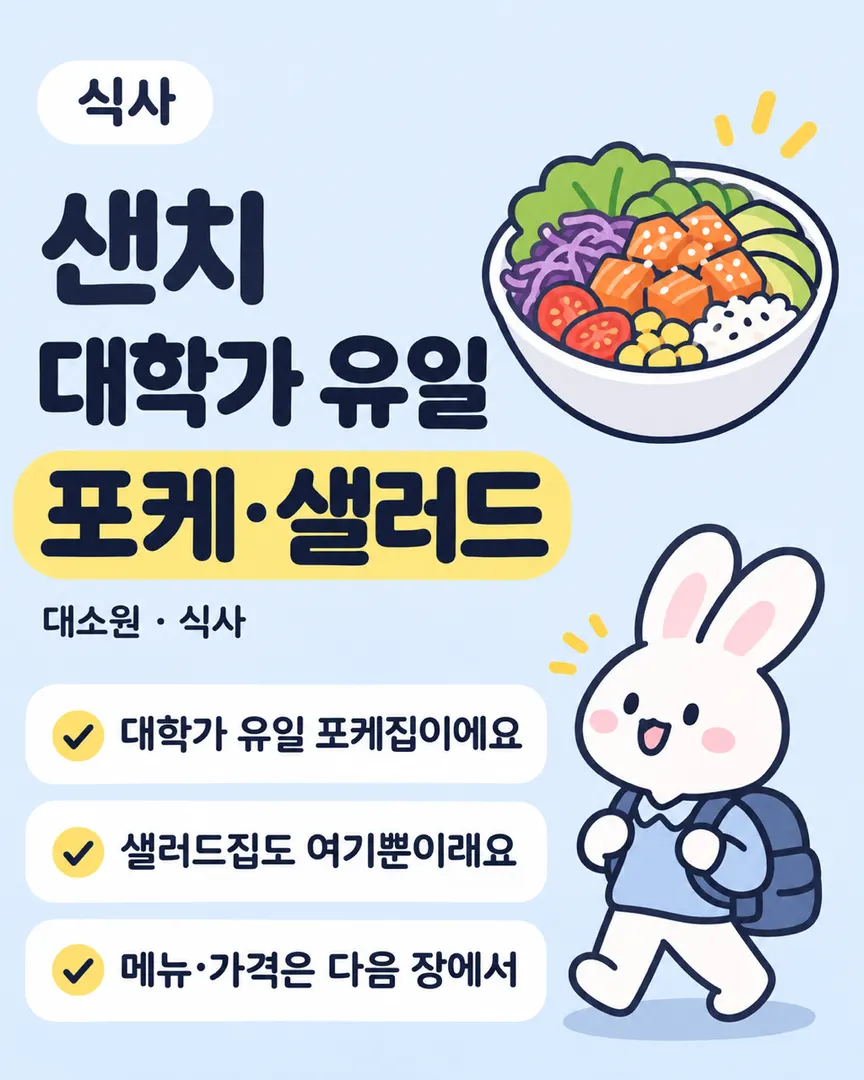 식사
샌치
대학가 유일
포케·샐러드
대소원 · 식사
대학가 유일 포케집이에요
샐러드집도 여기뿐이래요
메뉴·가격은 다음 장에서